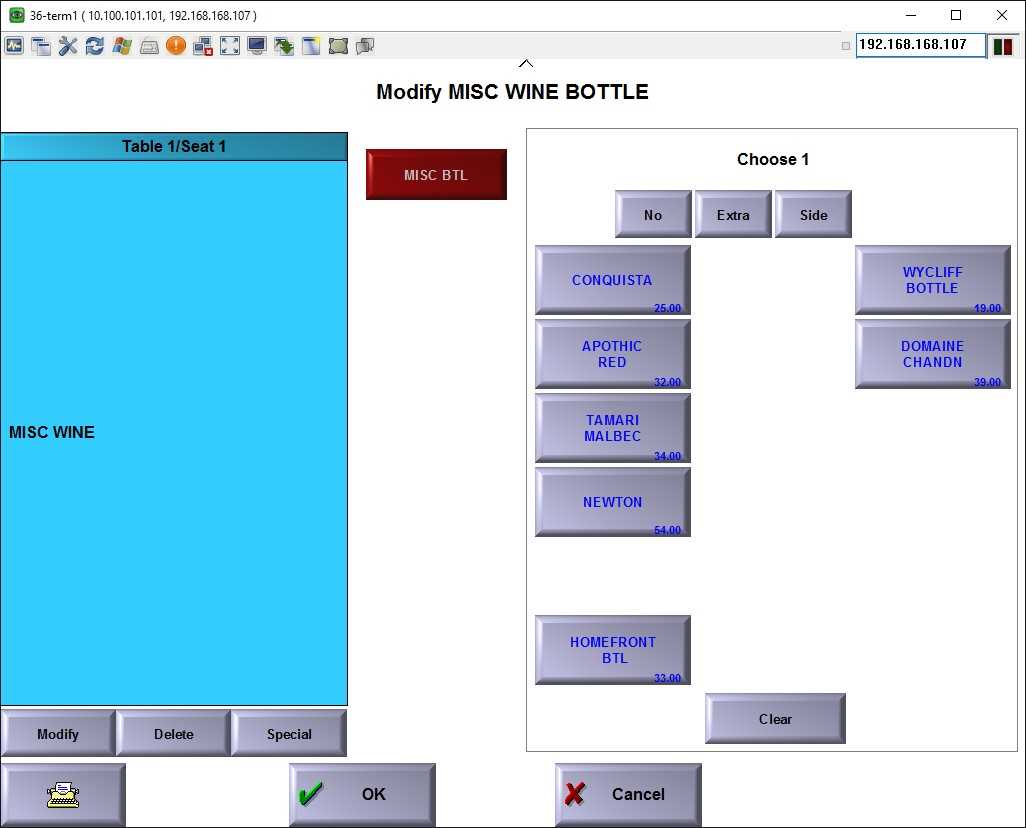 36-term1 ( 10.100.101.101, 192.168.168.107 )
192.168.168.107
Modify MISC WINE BOTTLE
Table 1/Seat 1
MISC WINE
MISC BTL
Choose 1
No
Extra
Side
CONQUISTA
25.00
WYCLIFF
BOTTLE
19.00
APOTHIC
RED
32.00
DOMAINE
CHANDN
39.00
TAMARI
MALBEC
34.00
NEWTON
54.00
HOMEFRONT
BTL
33.00
Clear
Modify
Delete
Special
OK
Cancel